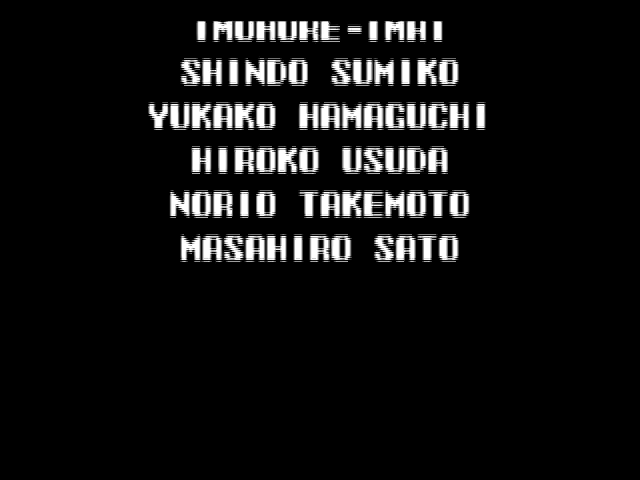 SHINDO SUMIKO
YUKAKO HAMAGUCHI
HIROKO USUDA
NORIO TAKEMOTO
MASAHIRO SATO